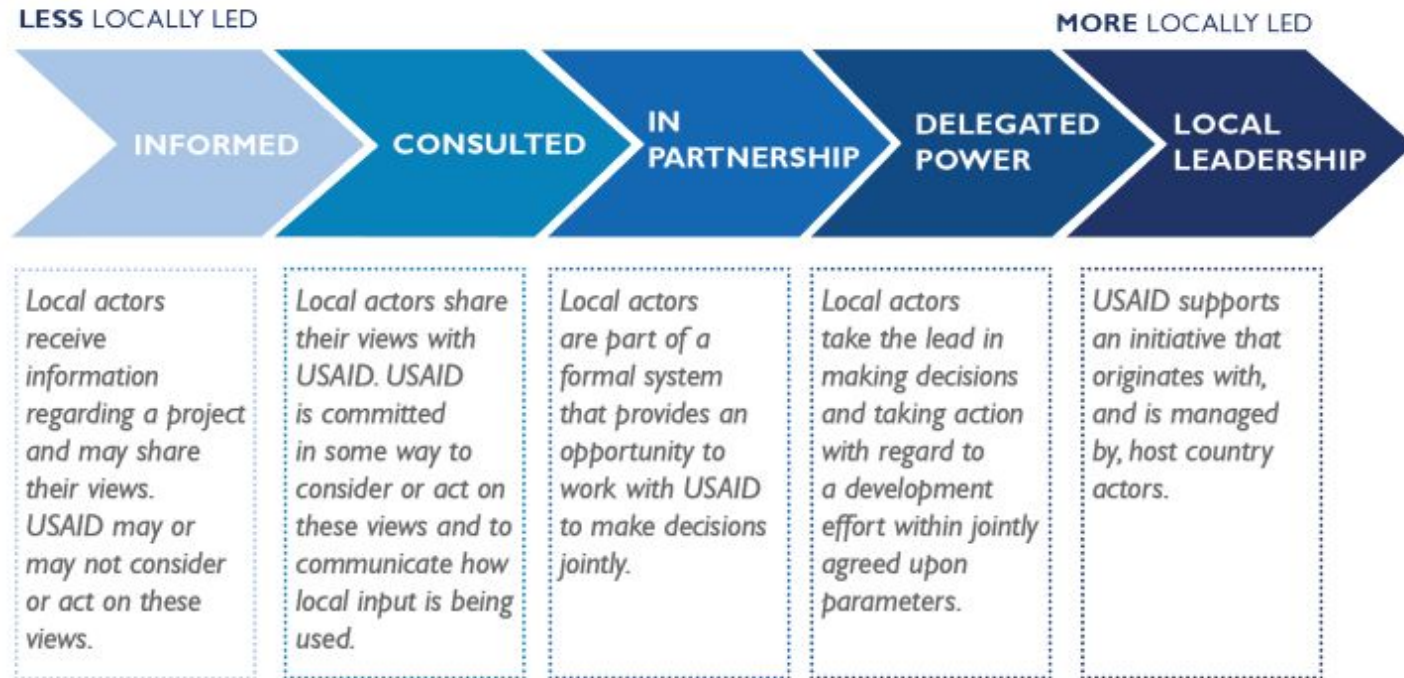 LESS LOCALLY LED
MORE LOCALLY LED
INFORMED
CONSULTED
IN
PARTNERSHIP
DELEGATED
POWER
LOCAL
LEADERSHIP
Local actors
receive
information
regarding a project
and may share
their views.
USAID may or
may not consider
or act on these
views.
Local actors share
their views with
USAID. USAID
is committed
in some way to
consider or act on
these views and to
communicate how
local input is being
used.
Local actors
are part of a
formal system
that provides an
opportunity to
work with USAID
to make decisions
jointly.
Local actors
take the lead in
making decisions
and taking action
with regard to
a development
effort within jointly
agreed upon
parameters.
USAID supports
an initiative that
originates with,
and is managed
by, host country
actors.